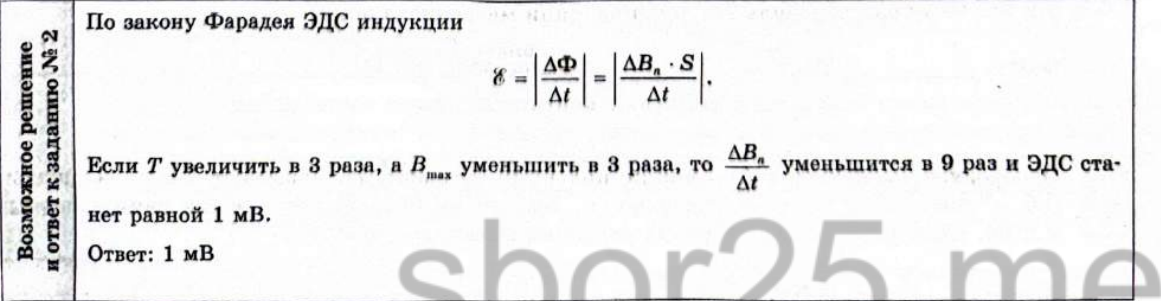 Возможное решение
и ответ к заданию № 2
По закону Фарадея ЭДС индукции
ℰ = |ΔΦ/Δt| = |ΔBₙ · S/Δt|.
Если T увеличить в 3 раза, а Bmax уменьшить в 3 раза, то ΔBₙ/Δt уменьшится в 9 раз и ЭДС ста-
нет равной 1 мВ.
Ответ: 1 мВ
sbor25.me